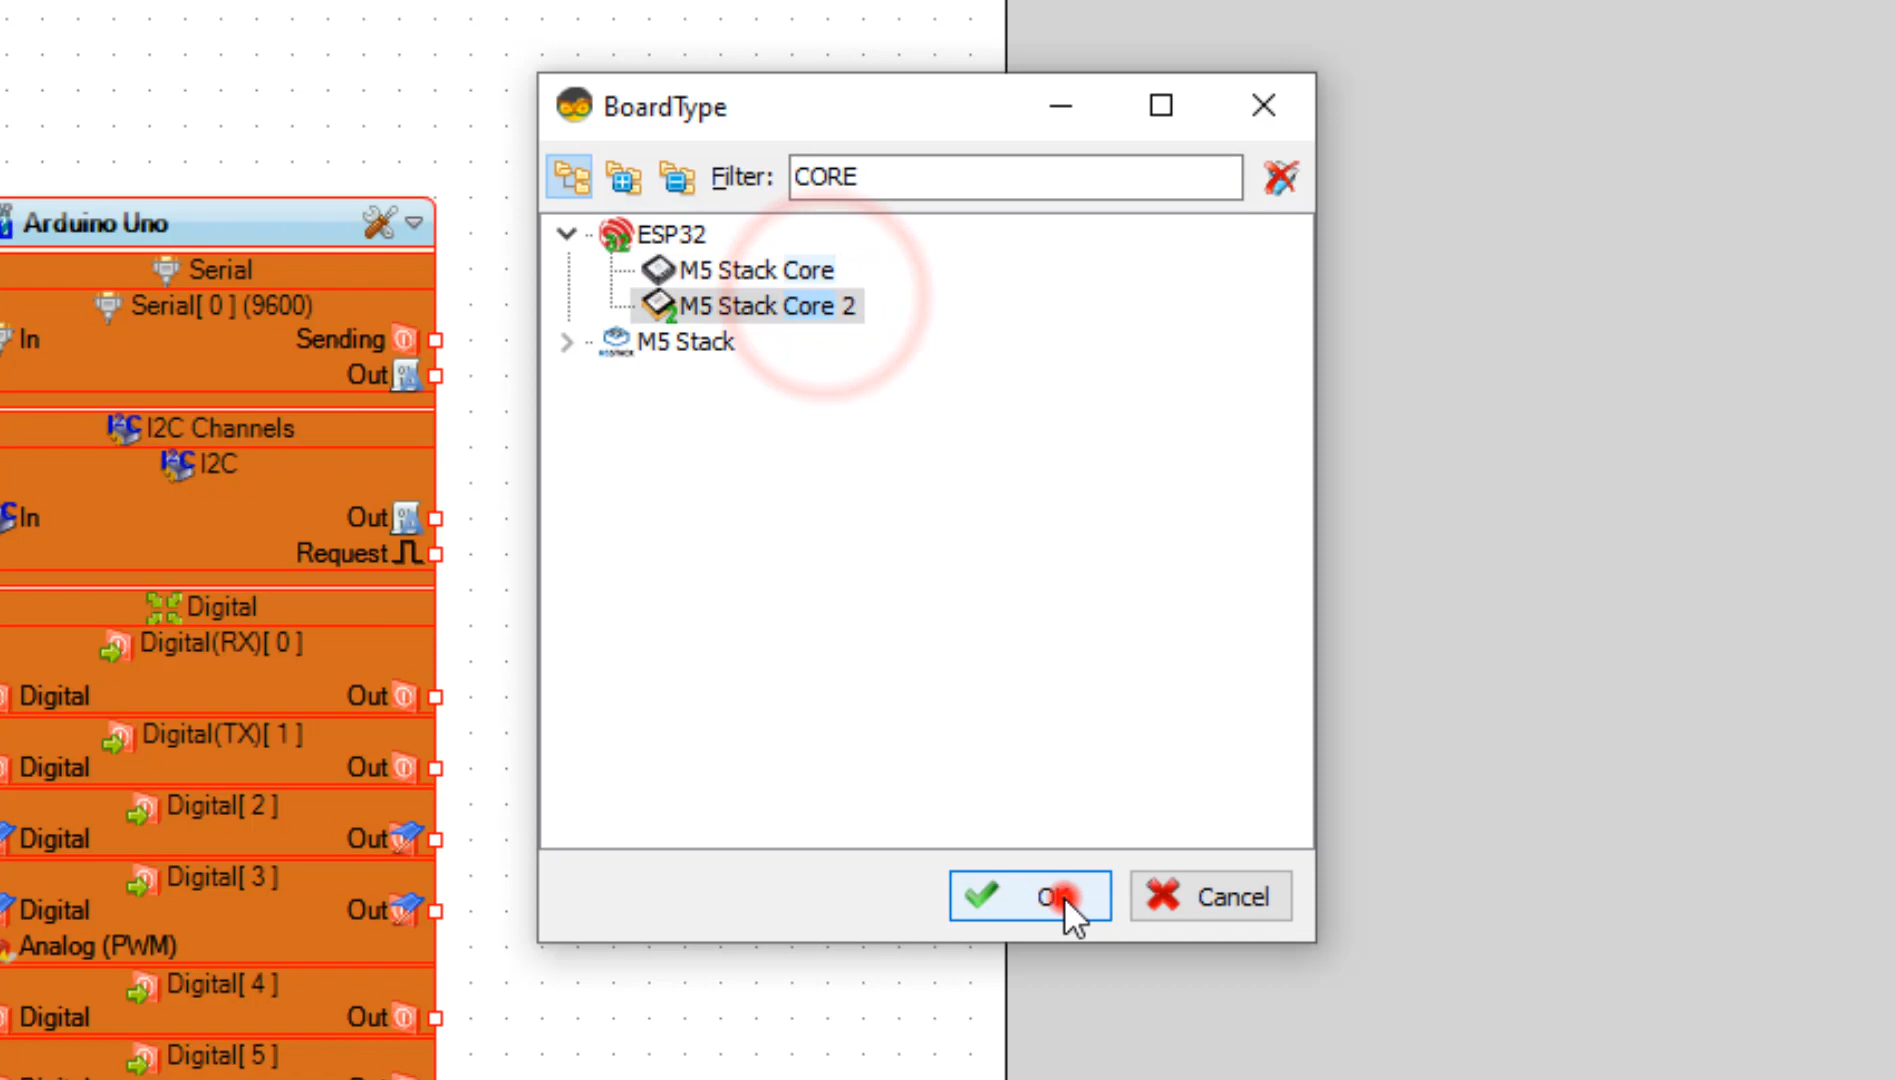 BoardType
Filter: CORE
ESP32
M5 Stack Core
M5 Stack Core 2
M5 Stack
Cancel
Arduino Uno
Serial
Serial[ 0 ] (9600)
In Sending
Out
I2C Channels
I2C
In Out
Request
Digital
Digital(RX)[ 0 ]
Digital Out
Digital(TX)[ 1 ]
Digital Out
Digital[ 2 ]
Digital Out
Digital[ 3 ]
Digital Out
Analog (PWM)
Digital[ 4 ]
Digital Out
Digital[ 5 ]